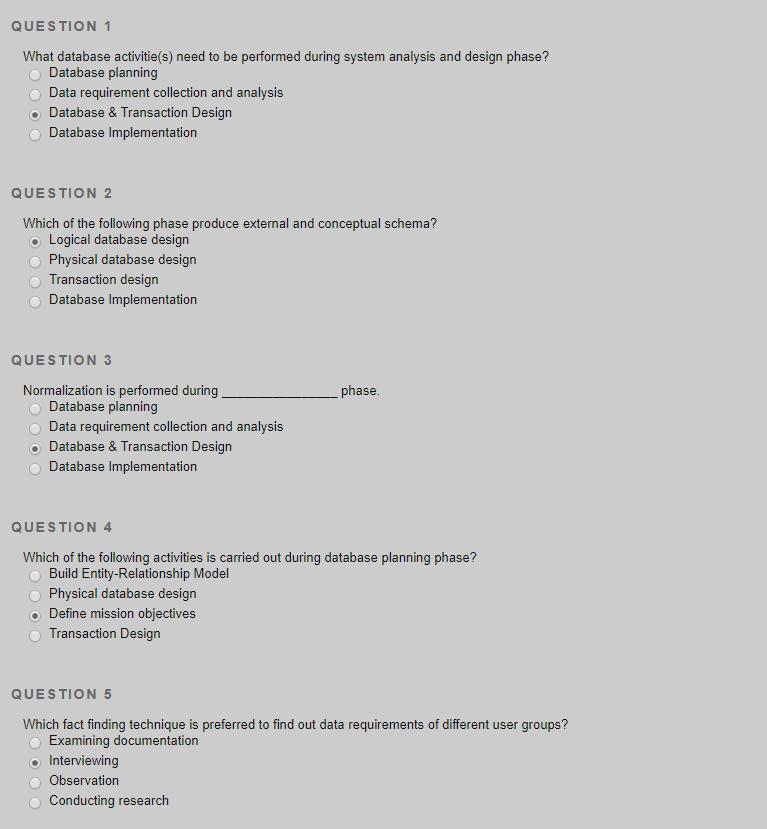 QUESTION 1
What database activitie(s) need to be performed during system analysis and design phase?
Database planning
Data requirement collection and analysis
Database & Transaction Design
Database Implementation
QUESTION 2
Which of the following phase produce external and conceptual schema?
Logical database design
Physical database design
Transaction design
Database Implementation
QUESTION 3
Normalization is performed during ________________ phase.
Database planning
Data requirement collection and analysis
Database & Transaction Design
Database Implementation
QUESTION 4
Which of the following activities is carried out during database planning phase?
Build Entity-Relationship Model
Physical database design
Define mission objectives
Transaction Design
QUESTION 5
Which fact finding technique is preferred to find out data requirements of different user groups?
Examining documentation
Interviewing
Observation
Conducting research